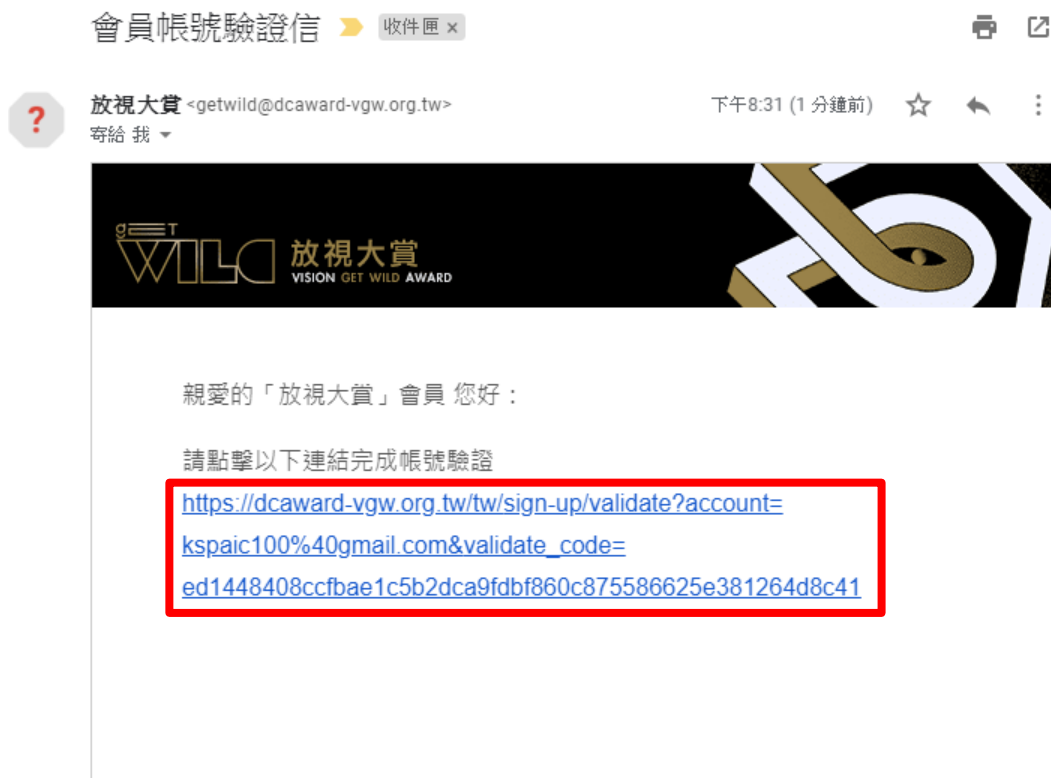 會員帳號驗證信
收件匣 ×
?
放視大賞 <getwild@dcaward-vgw.org.tw>
下午8:31 (1 分鐘前)
寄給 我
gET
WILD
放視大賞
VISION GET WILD AWARD
親愛的「放視大賞」會員 您好：
請點擊以下連結完成帳號驗證
https://dcaward-vgw.org.tw/tw/sign-up/validate?account=
kspaic100%40gmail.com&validate_code=
ed1448408ccfbae1c5b2dca9fdbf860c875586625e381264d8c41